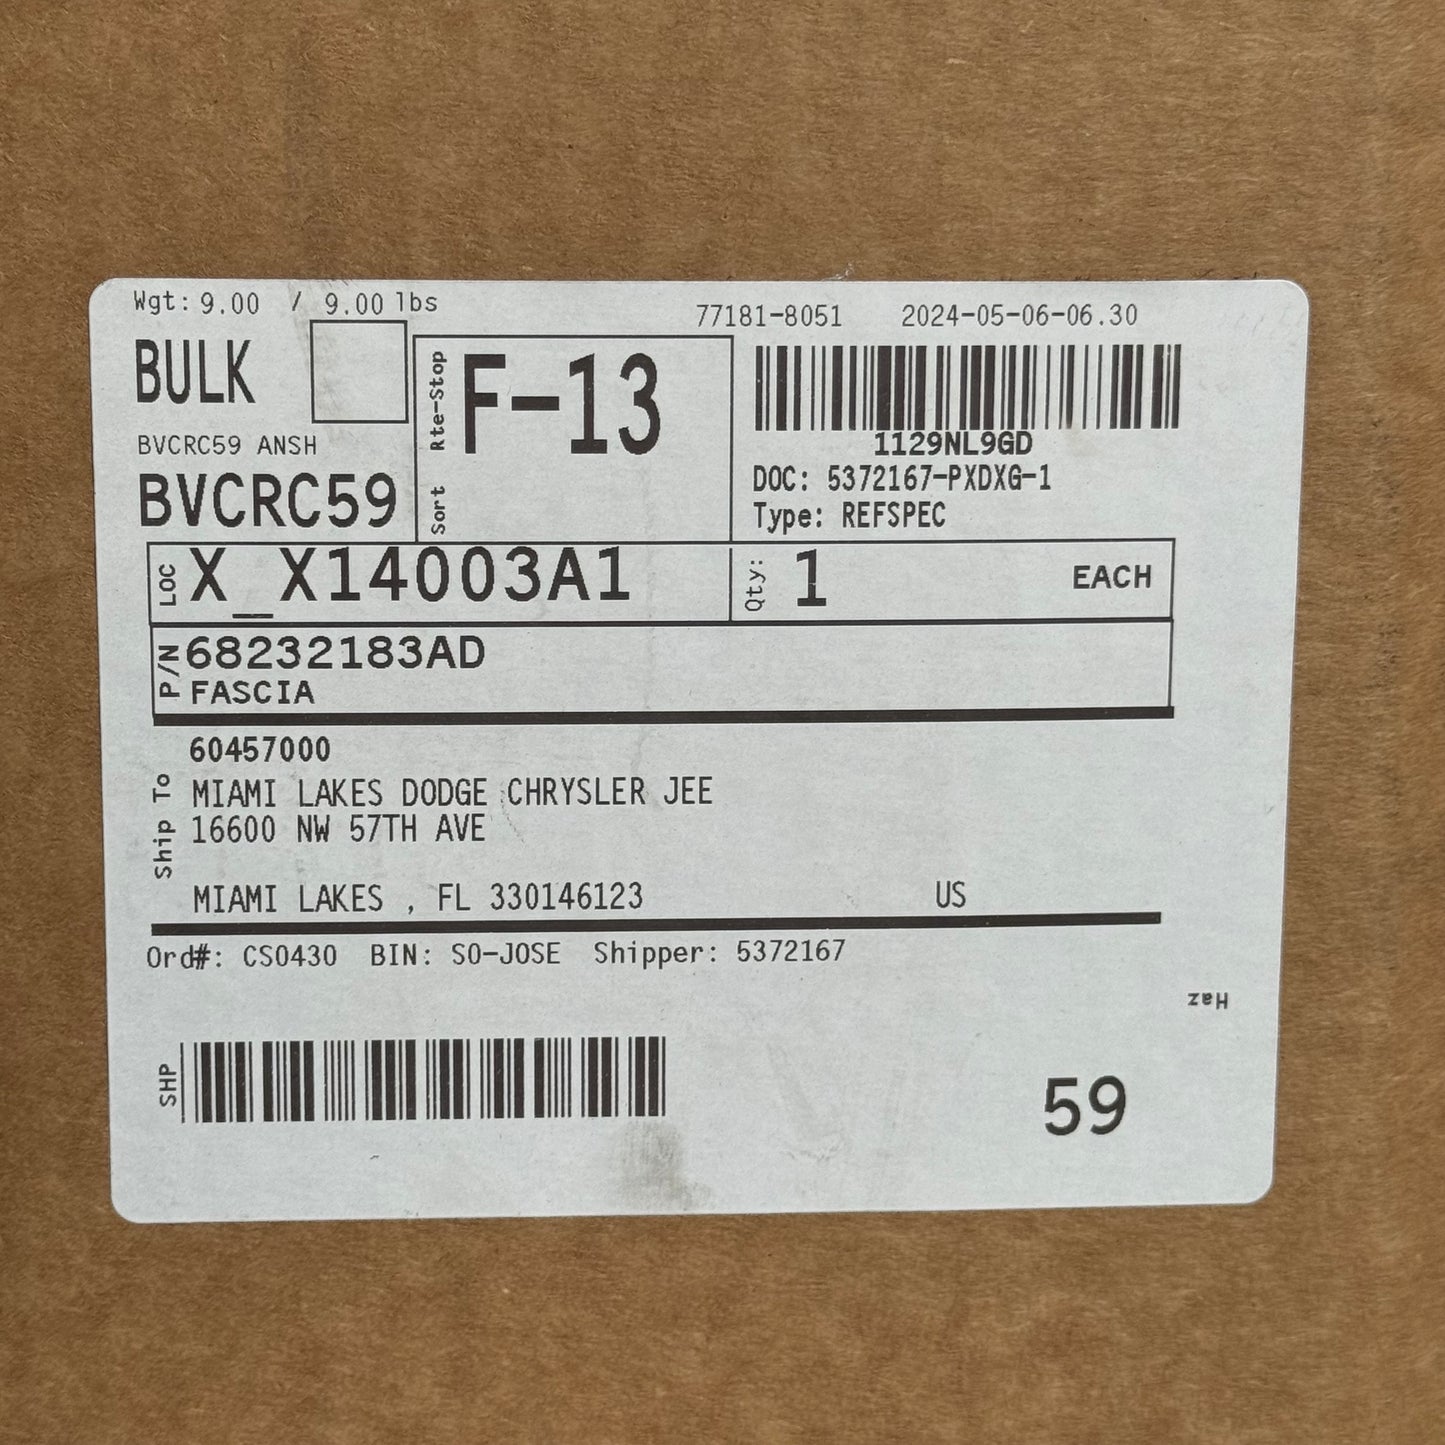 Wgt: 9.00 / 9.00 lbs
77181-8051 2024-05-06-06.30
BULK
Rte-Stop F-13
1129NL9GD
BVCRC59 ANSH
DOC: 5372167-PXDXG-1
BVCRC59
Sort
Type: REFSPEC
LOC X_X14003A1
Qty: 1 EACH
P/N 68232183AD
FASCIA
Ship To
60457000
MIAMI LAKES DODGE CHRYSLER JEE
16600 NW 57TH AVE
MIAMI LAKES , FL 330146123 US
Ord#: CS0430 BIN: SO-JOSE Shipper: 5372167
Haz
SHP
59